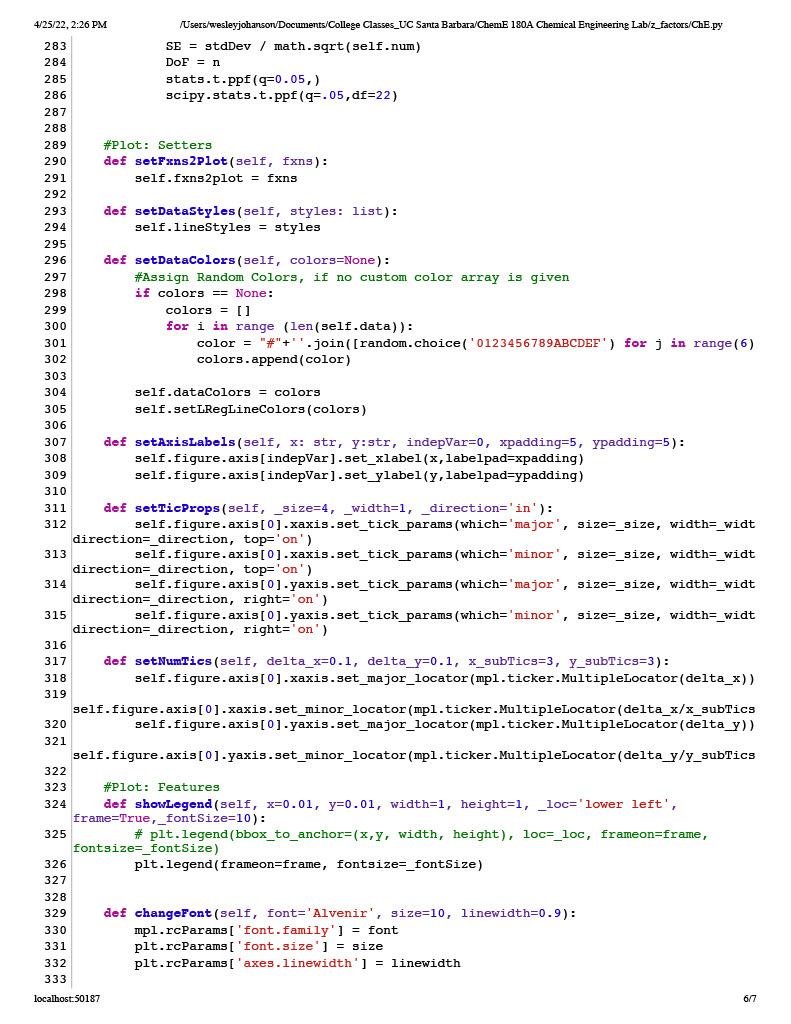 4/25/22, 2:26 PM /Users/wesleyjohanson/Documents/College Classes_UC Santa Barbara/ChemE 180A Chemical Engineering Lab/z_factors/ChE.py
283             SE = stdDev / math.sqrt(self.num)
284             DoF = n
285             stats.t.ppf(q=0.05,)
286             scipy.stats.t.ppf(q=.05,df=22)
287
288
289     #Plot: Setters
290     def setFxns2Plot(self, fxns):
291         self.fxns2plot = fxns
292
293     def setDataStyles(self, styles: list):
294         self.lineStyles = styles
295
296     def setDataColors(self, colors=None):
297         #Assign Random Colors, if no custom color array is given
298         if colors == None:
299             colors = []
300             for i in range (len(self.data)):
301                 color = "#"+''.join([random.choice('0123456789ABCDEF') for j in range(6)
302                 colors.append(color)
303
304         self.dataColors = colors
305         self.setLRegLineColors(colors)
306
307     def setAxisLabels(self, x: str, y:str, indepVar=0, xpadding=5, ypadding=5):
308         self.figure.axis[indepVar].set_xlabel(x,labelpad=xpadding)
309         self.figure.axis[indepVar].set_ylabel(y,labelpad=ypadding)
310
311     def setTicProps(self, _size=4, _width=1, _direction='in'):
312         self.figure.axis[0].xaxis.set_tick_params(which='major', size=_size, width=_widt
direction=_direction, top='on')
313         self.figure.axis[0].xaxis.set_tick_params(which='minor', size=_size, width=_widt
direction=_direction, top='on')
314         self.figure.axis[0].yaxis.set_tick_params(which='major', size=_size, width=_widt
direction=_direction, right='on')
315         self.figure.axis[0].yaxis.set_tick_params(which='minor', size=_size, width=_widt
direction=_direction, right='on')
316
317     def setNumTics(self, delta_x=0.1, delta_y=0.1, x_subTics=3, y_subTics=3):
318         self.figure.axis[0].xaxis.set_major_locator(mpl.ticker.MultipleLocator(delta_x))
319
self.figure.axis[0].xaxis.set_minor_locator(mpl.ticker.MultipleLocator(delta_x/x_subTics
320         self.figure.axis[0].yaxis.set_major_locator(mpl.ticker.MultipleLocator(delta_y))
321
self.figure.axis[0].yaxis.set_minor_locator(mpl.ticker.MultipleLocator(delta_y/y_subTics
322
323     #Plot: Features
324     def showLegend(self, x=0.01, y=0.01, width=1, height=1, _loc='lower left',
frame=True,_fontSize=10):
325         # plt.legend(bbox_to_anchor=(x,y, width, height), loc=_loc, frameon=frame,
fontsize=_fontSize)
326         plt.legend(frameon=frame, fontsize=_fontSize)
327
328
329     def changeFont(self, font='Alvenir', size=10, linewidth=0.9):
330         mpl.rcParams['font.family'] = font
331         plt.rcParams['font.size'] = size
332         plt.rcParams['axes.linewidth'] = linewidth
333
localhost:50187 6/7